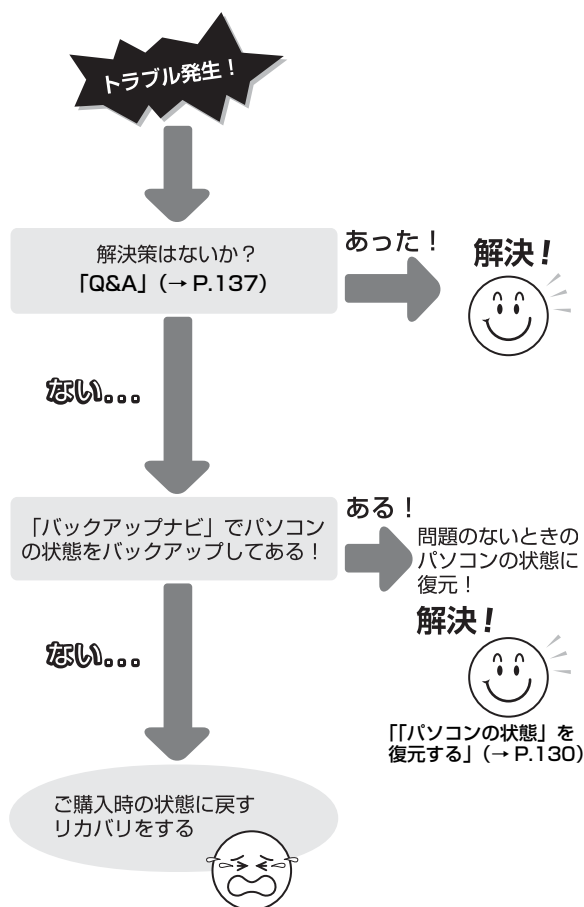 トラブル発生！
解決策はないか？
「Q&A」（→ P.137）
あった！
解決！
ない...
「バックアップナビ」でパソコン
の状態をバックアップしてある！
ある！
問題のないときの
パソコンの状態に
復元！
解決！
「「パソコンの状態」を
復元する」（→ P.130）
ない...
ご購入時の状態に戻す
リカバリをする